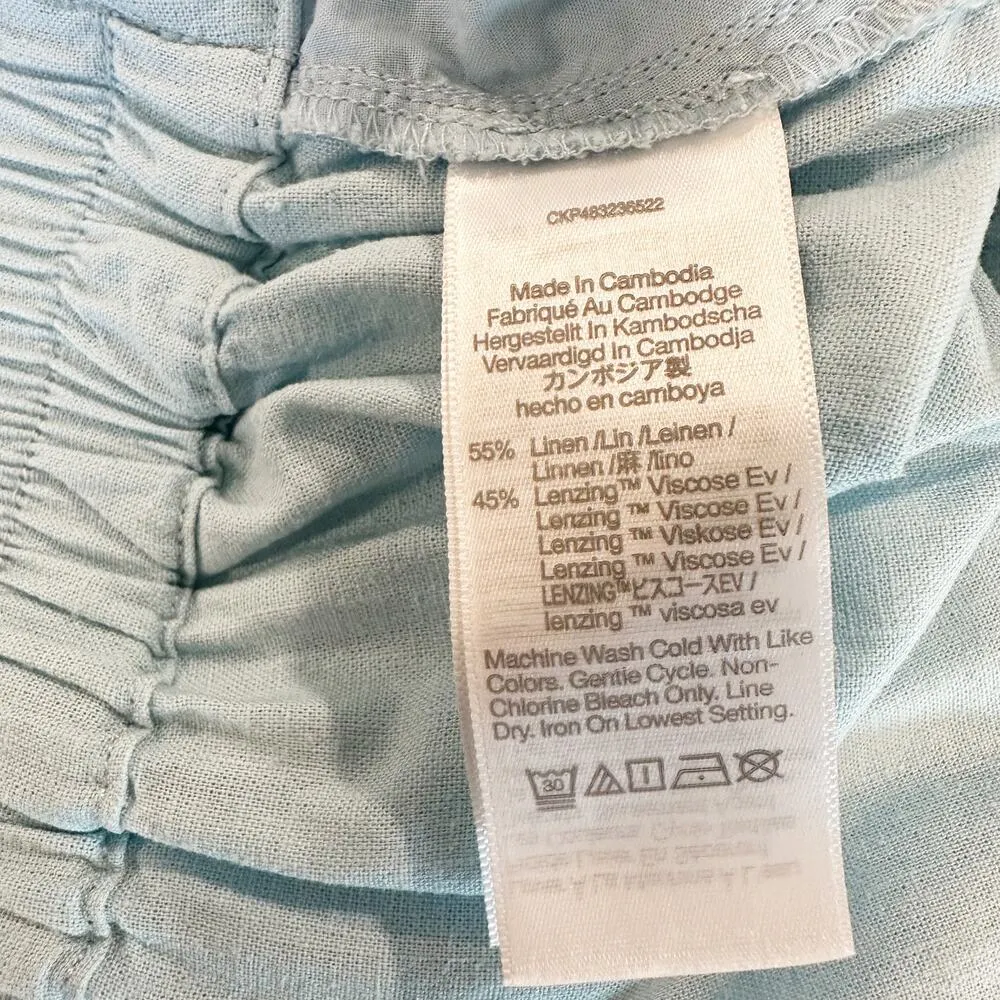 CKP463236522
Made In Cambodia
Fabriqué Au Cambodge
Hergestellt In Kambodscha
Vervaardigd In Cambodja
カンボジア製
hecho en camboya
55% Linen /Lin /Leinen /
Linnen /麻 /lino
45% Lenzing™ Viscose Ev /
Lenzing ™ Viscose Ev /
Lenzing ™ Viskose Ev /
Lenzing ™ Viscose Ev /
LENZING™ビスコースEV /
lenzing ™ viscosa ev
Machine Wash Cold With Like
Colors. Gentle Cycle. Non-
Chlorine Bleach Only. Line
Dry. Iron On Lowest Setting.
30